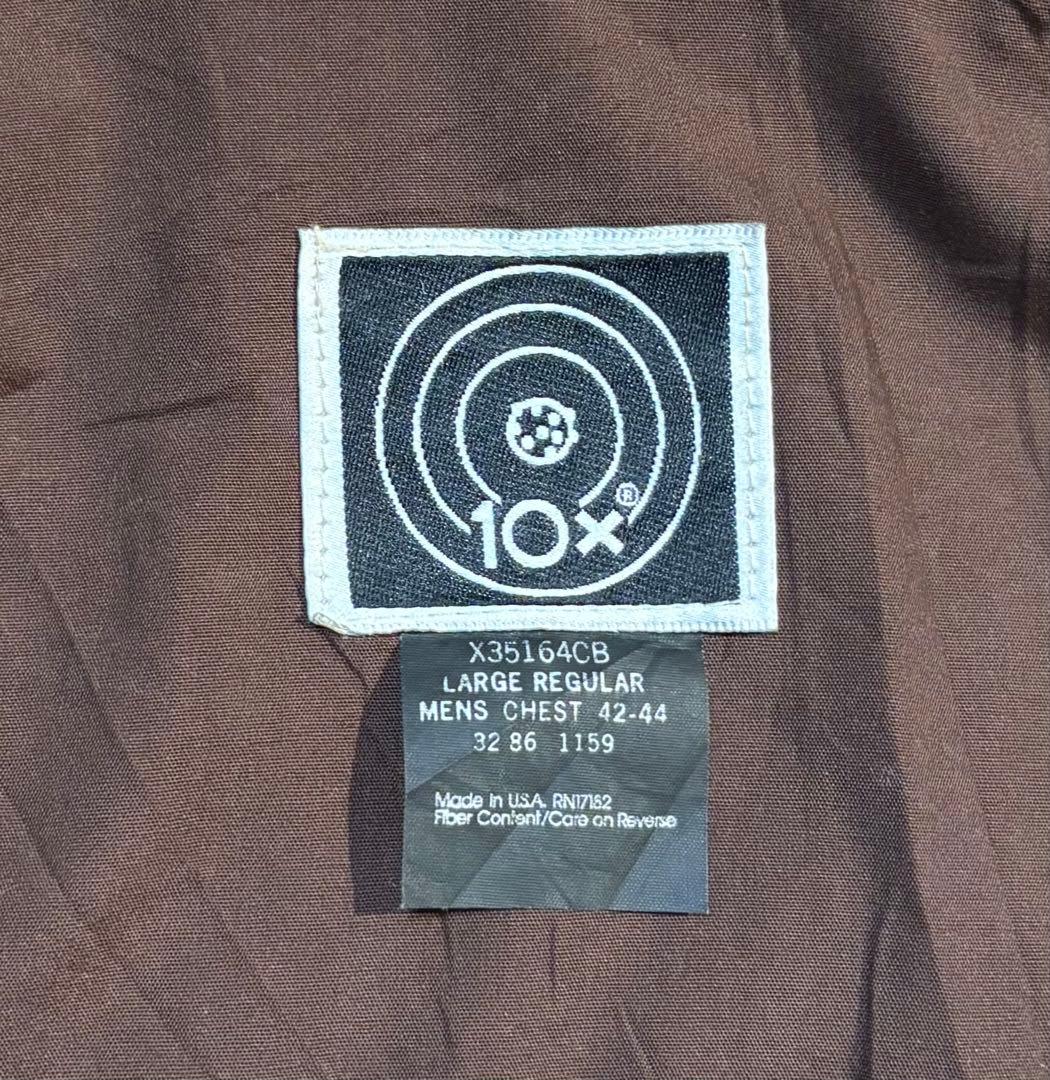 10x®
X35164CB
LARGE REGULAR
MENS CHEST 42-44
32 86 1159
Made in U.S.A. RN17182
Fiber Content/Care on Reverse